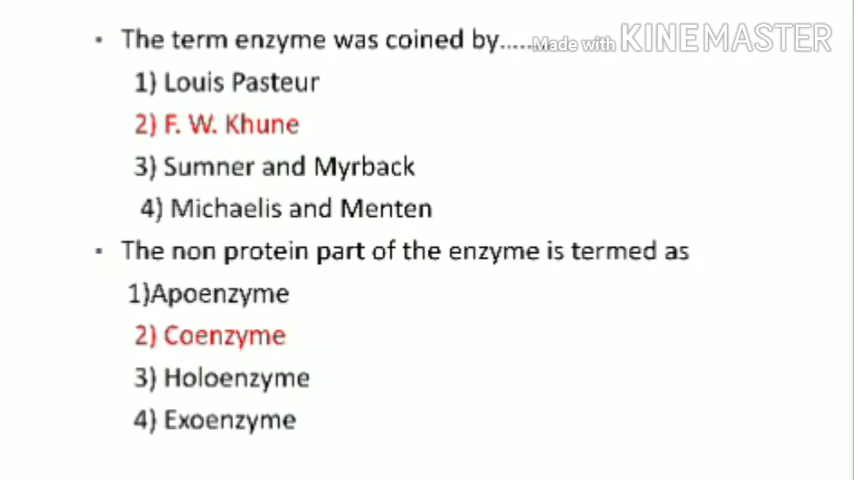 • The term enzyme was coined by........ Made with KINEMASTER
1) Louis Pasteur
2) F. W. Khune
3) Sumner and Myrback
4) Michaelis and Menten
• The non protein part of the enzyme is termed as
1)Apoenzyme
2) Coenzyme
3) Holoenzyme
4) Exoenzyme